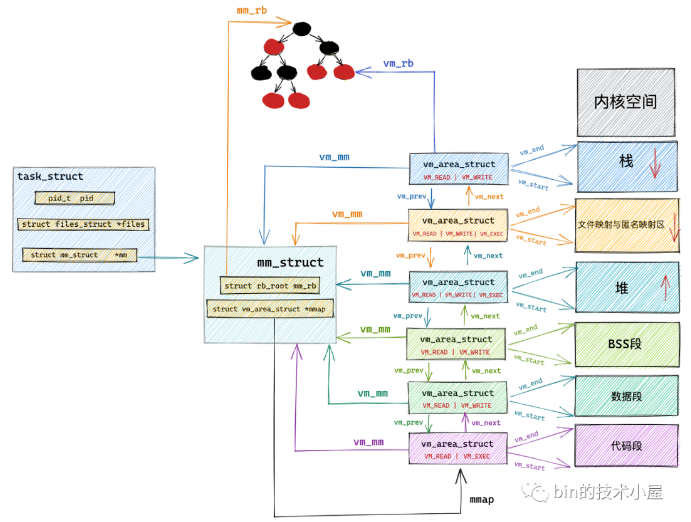 mm_rb
vm_rb
内核空间
task_struct
pid_t pid
struct files_struct *files
struct mm_struct *mm
vm_mm
vm_area_struct
VM_READ | VM_WRITE
vm_end
vm_start
栈
vm_prev
vm_next
vm_mm
vm_area_struct
VM_READ | VM_WRITE| VM_EXEC
vm_end
vm_start
文件映射与匿名映射区
vm_prev
vm_next
mm_struct
struct rb_root mm_rb
struct vm_area_struct *mmap
vm_mm
vm_area_struct
VM_READ | VM_WRITE| VM_EXEC
vm_end
vm_start
堆
vm_prev
vm_next
vm_mm
vm_area_struct
VM_READ | VM_WRITE
vm_end
vm_start
BSS段
vm_prev
vm_next
vm_mm
vm_area_struct
VM_READ | VM_WRITE
vm_end
vm_start
数据段
vm_prev
vm_next
vm_mm
vm_area_struct
VM_READ | VM_EXEC
vm_end
vm_start
代码段
mmap
bin的技术小屋